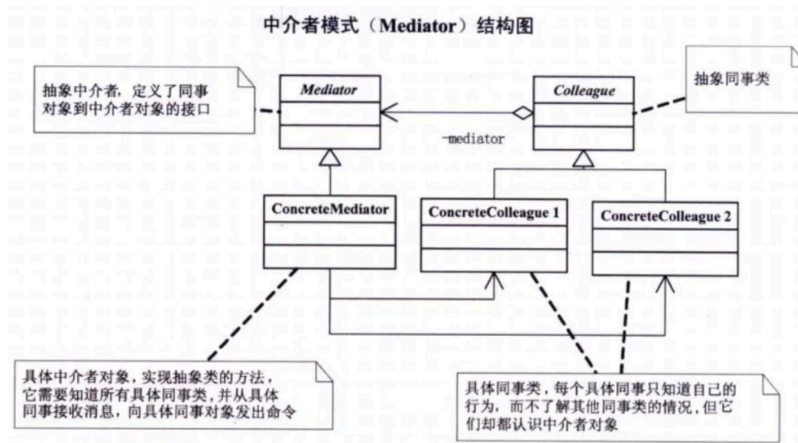 中介者模式（Mediator）结构图
抽象中介者，定义了同事
对象到中介者对象的接口
Mediator
Colleague
抽象同事类
-mediator
ConcreteMediator
ConcreteColleague 1
ConcreteColleague 2
具体中介者对象，实现抽象类的方法，
它需要知道所有具体同事类，并从具体
同事接收消息，向具体同事对象发出命令
具体同事类，每个具体同事只知道自己的
行为，而不了解其他同事类的情况，但它
们却都认识中介者对象